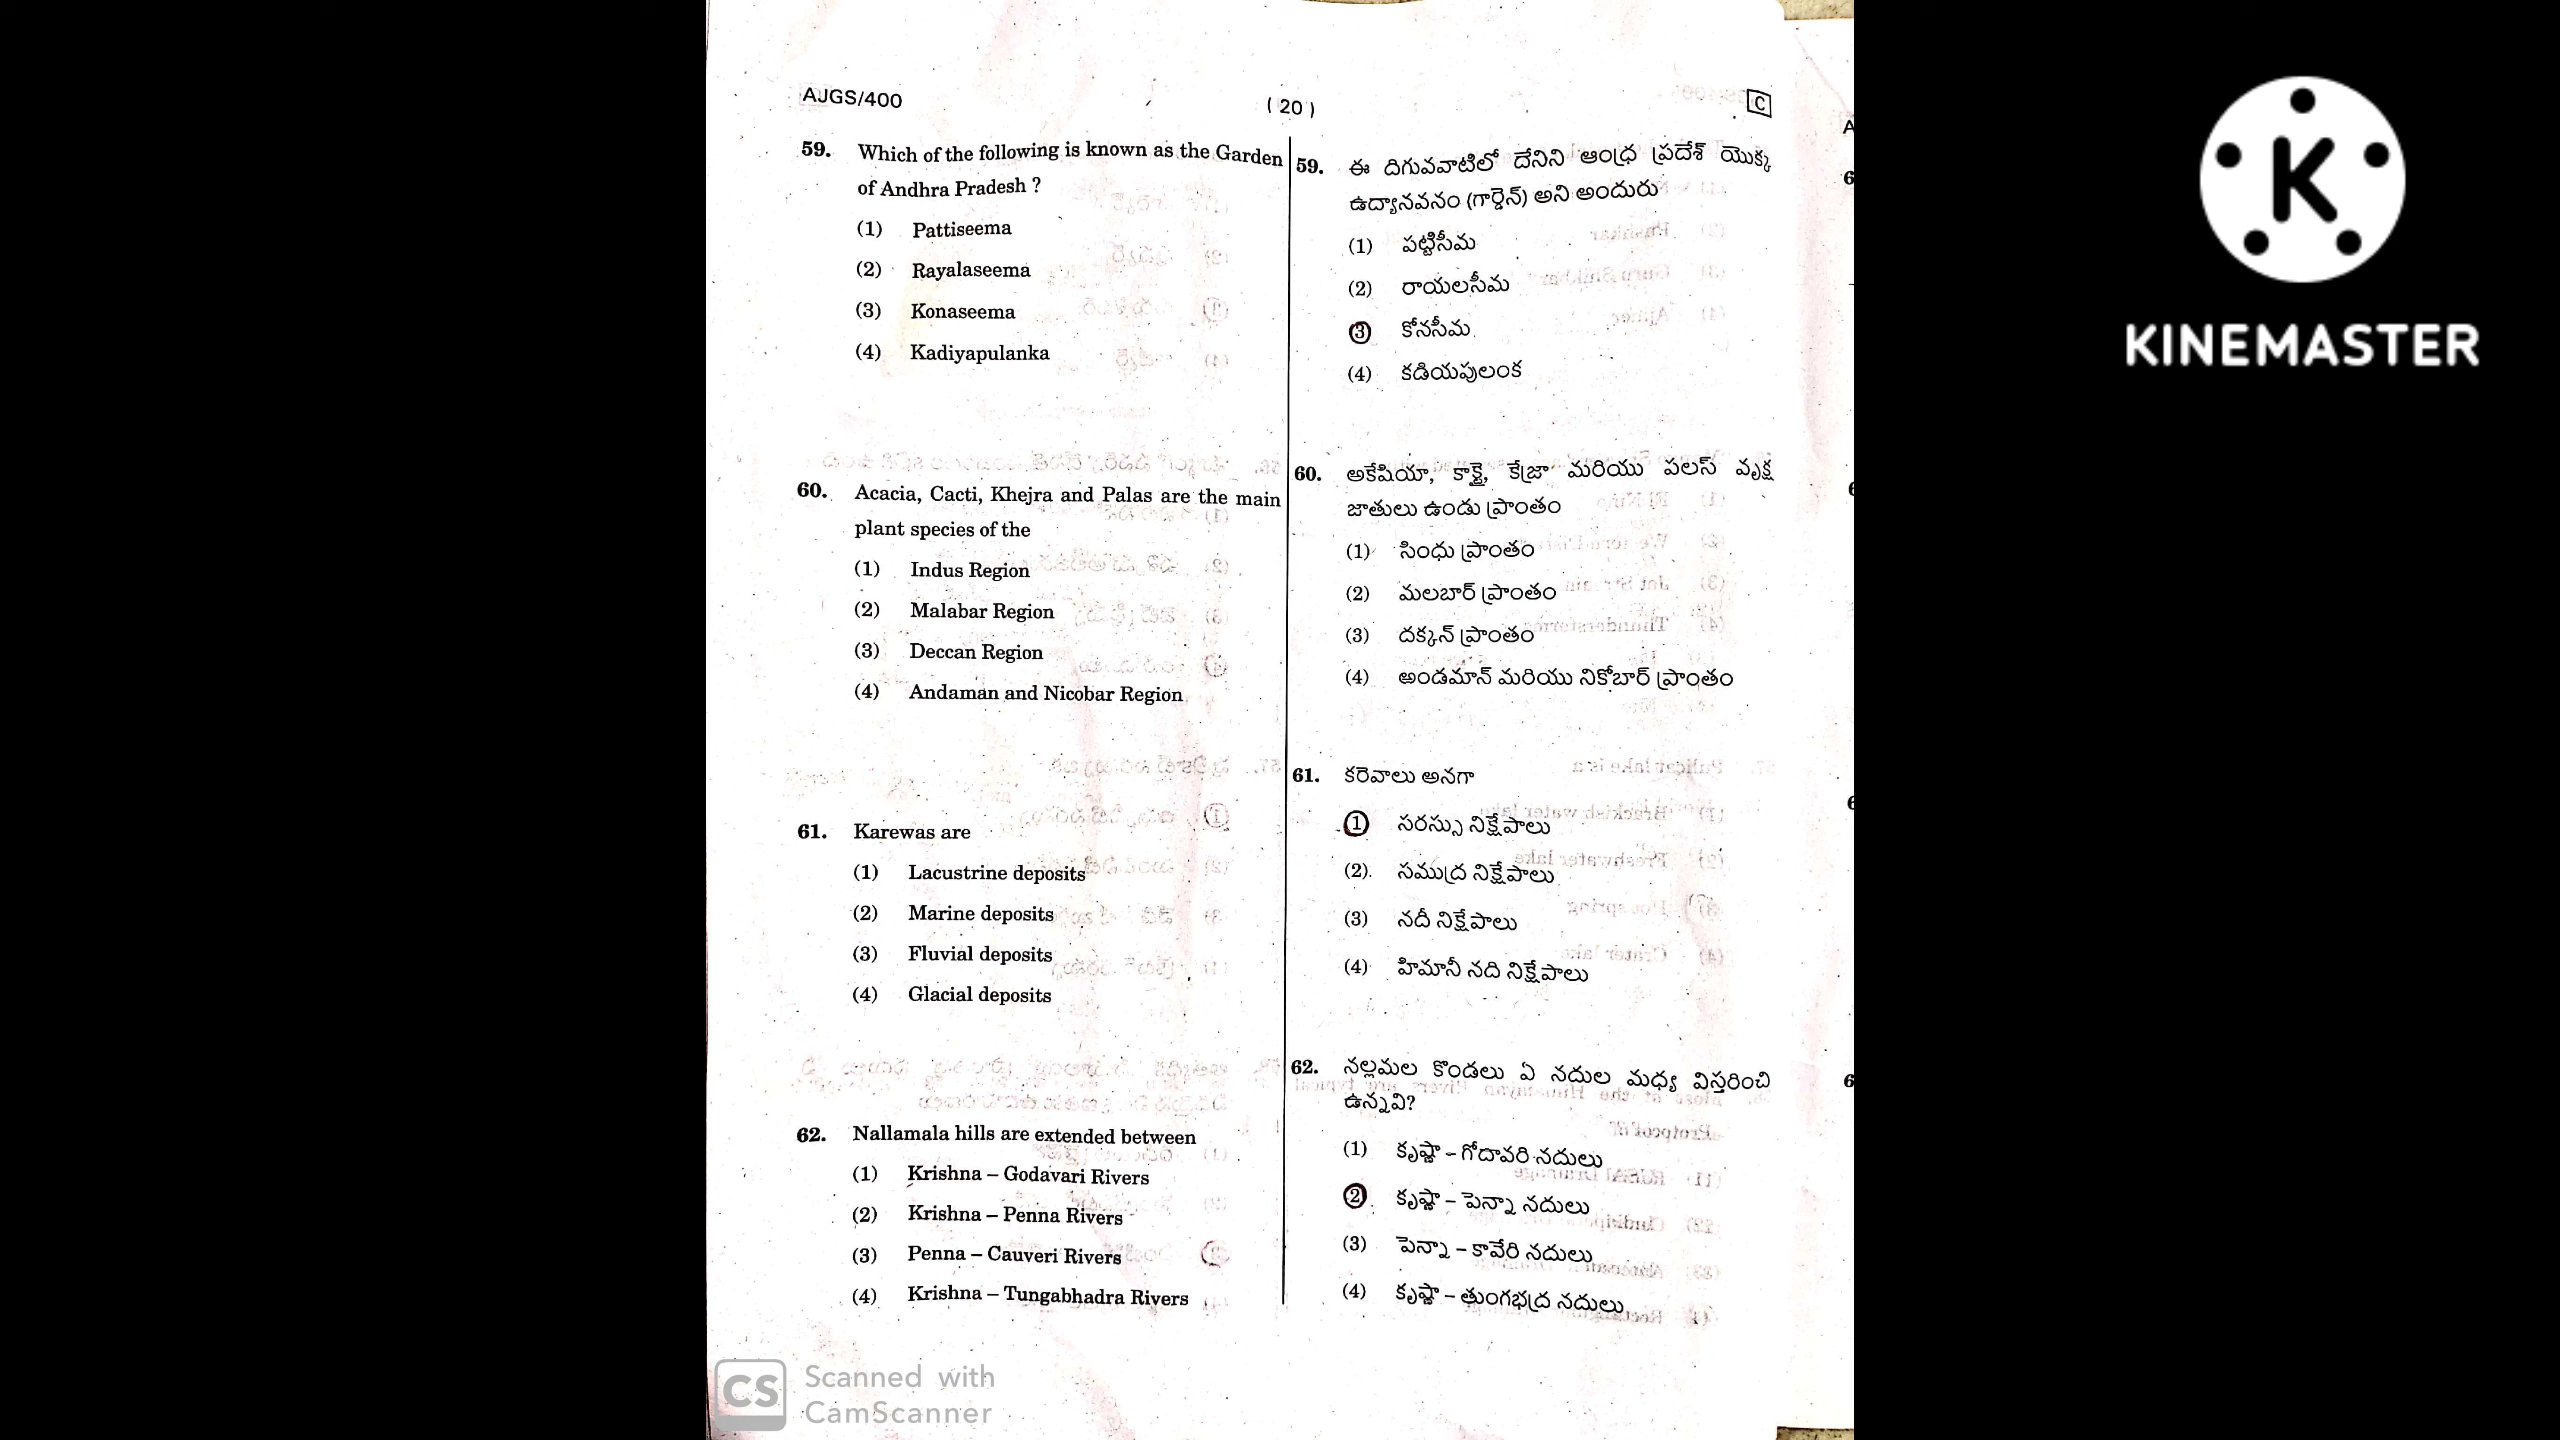 AJGS/400
( 20 )
C
59. Which of the following is known as the Garden
of Andhra Pradesh ?
(1) Pattiseema
(2) Rayalaseema
(3) Konaseema
(4) Kadiyapulanka
60. Acacia, Cacti, Khejra and Palas are the main
plant species of the
(1) Indus Region
(2) Malabar Region
(3) Deccan Region
(4) Andaman and Nicobar Region
61. Karewas are
(1) Lacustrine deposits
(2) Marine deposits
(3) Fluvial deposits
(4) Glacial deposits
62. Nallamala hills are extended between
(1) Krishna – Godavari Rivers
(2) Krishna – Penna Rivers
(3) Penna – Cauveri Rivers
(4) Krishna – Tungabhadra Rivers
59. ఈ దిగువవాటిలో దేనిని ఆంధ్ర ప్రదేశ్ యొక్క
ఉద్యానవనం (గార్డెన్) అని అందురు
(1) పట్టిసీమ
(2) రాయలసీమ
(3) కోనసీమ
(4) కడియపులంక
60. అకేషియా, కాక్టై, కేజ్రా మరియు పలస్ వృక్ష
జాతులు ఉండు ప్రాంతం
(1) సింధు ప్రాంతం
(2) మలబార్ ప్రాంతం
(3) దక్కన్ ప్రాంతం
(4) అండమాన్ మరియు నికోబార్ ప్రాంతం
61. కరెవాలు అనగా
(1) సరస్సు నిక్షేపాలు
(2) సముద్ర నిక్షేపాలు
(3) నదీ నిక్షేపాలు
(4) హిమానీ నది నిక్షేపాలు
62. నల్లమల కొండలు ఏ నదుల మధ్య విస్తరించి
ఉన్నవి?
(1) కృష్ణా – గోదావరి నదులు
(2) కృష్ణా – పెన్నా నదులు
(3) పెన్నా – కావేరి నదులు
(4) కృష్ణా – తుంగభద్ర నదులు
CS Scanned with
CamScanner
K
KINEMASTER